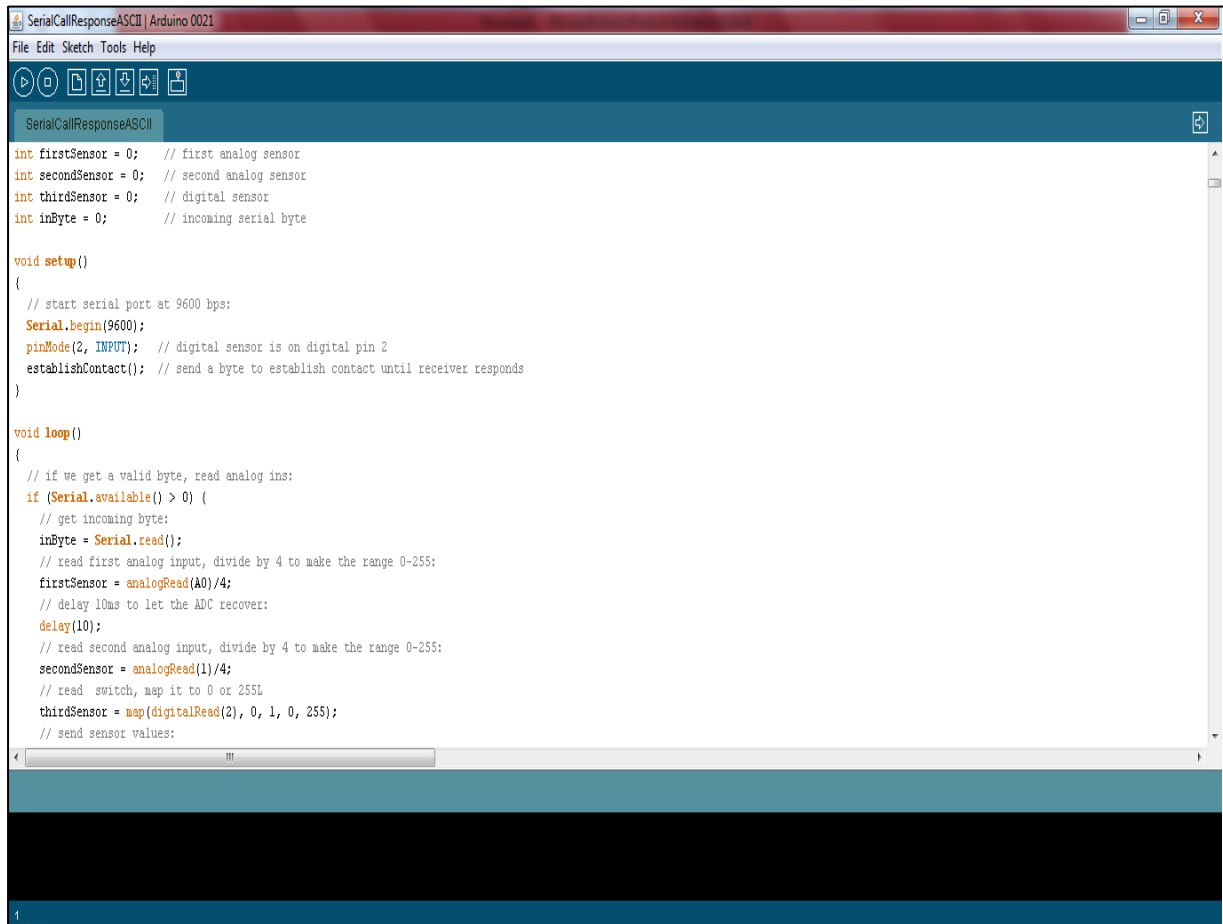 SerialCallResponseASCII | Arduino 0021
File Edit Sketch Tools Help
SerialCallResponseASCII
int firstSensor = 0;    // first analog sensor
int secondSensor = 0;   // second analog sensor
int thirdSensor = 0;    // digital sensor
int inByte = 0;         // incoming serial byte

void setup()
{
  // start serial port at 9600 bps:
  Serial.begin(9600);
  pinMode(2, INPUT);   // digital sensor is on digital pin 2
  establishContact();  // send a byte to establish contact until receiver responds
}

void loop()
{
  // if we get a valid byte, read analog ins:
  if (Serial.available() > 0) {
    // get incoming byte:
    inByte = Serial.read();
    // read first analog input, divide by 4 to make the range 0-255:
    firstSensor = analogRead(A0)/4;
    // delay 10ms to let the ADC recover:
    delay(10);
    // read second analog input, divide by 4 to make the range 0-255:
    secondSensor = analogRead(1)/4;
    // read  switch, map it to 0 or 255L
    thirdSensor = map(digitalRead(2), 0, 1, 0, 255);
    // send sensor values:
1